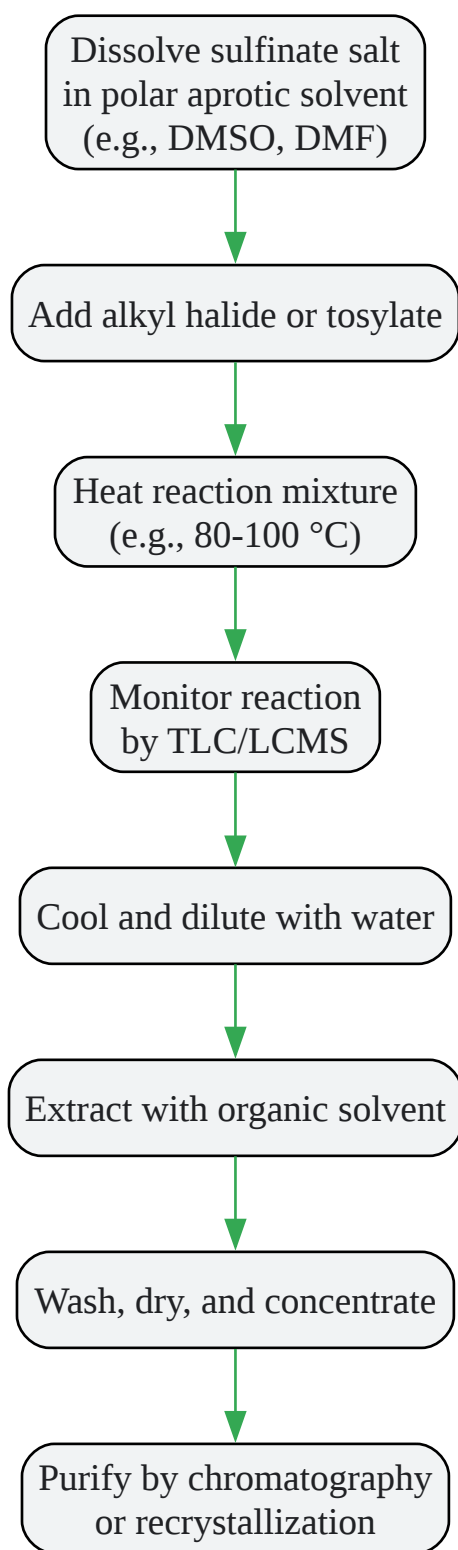 Dissolve sulfinate salt
in polar aprotic solvent
(e.g., DMSO, DMF)
Add alkyl halide or tosylate
Heat reaction mixture
(e.g., 80-100 °C)
Monitor reaction
by TLC/LCMS
Cool and dilute with water
Extract with organic solvent
Wash, dry, and concentrate
Purify by chromatography
or recrystallization